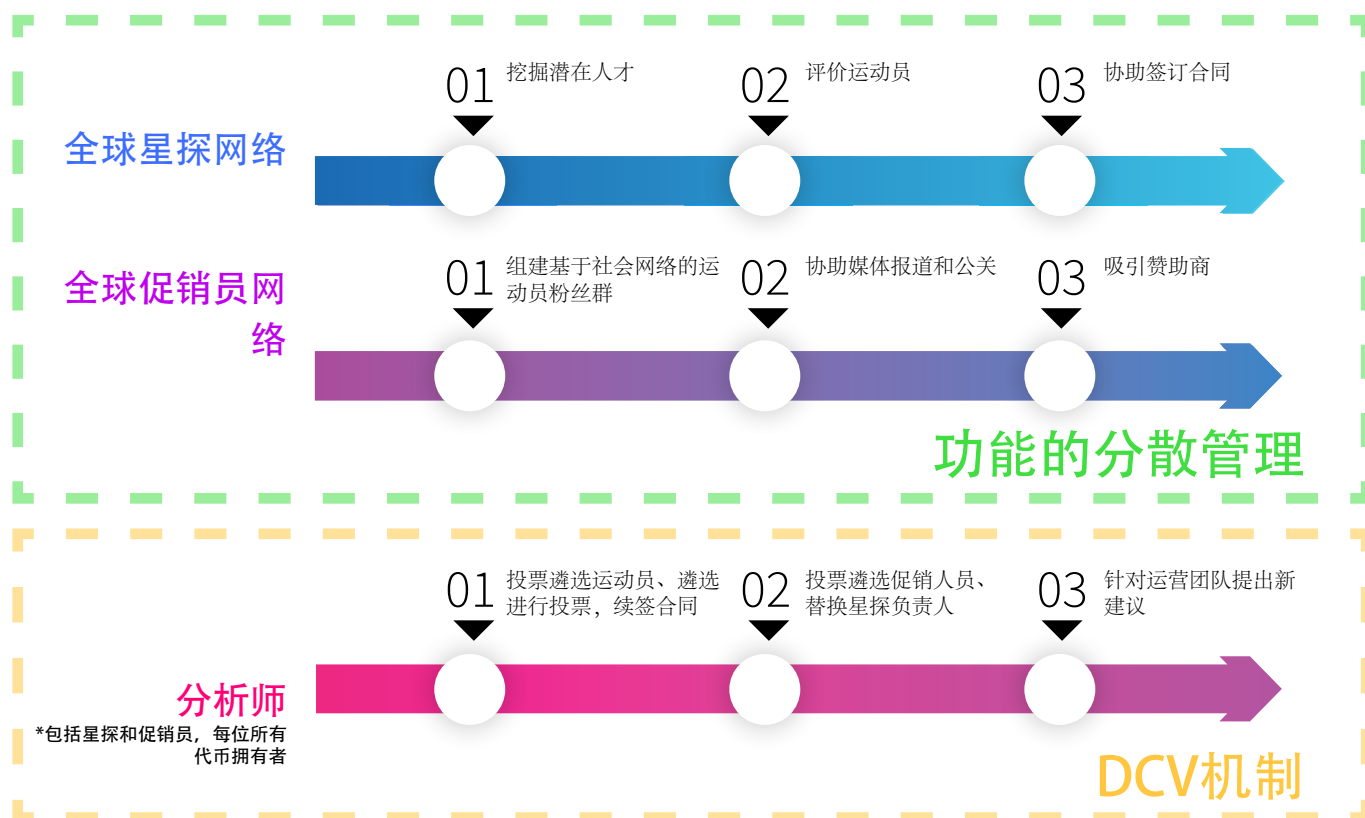 全球星探网络
01 挖掘潜在人才
02 评价运动员
03 协助签订合同
全球促销员网
络
01 组建基于社会网络的运
动员粉丝群
02 协助媒体报道和公关
03 吸引赞助商
功能的分散管理
分析师
*包括星探和促销员，每位所有
代币拥有者
01 投票遴选运动员、遴选
进行投票，续签合同
02 投票遴选促销人员、
替换星探负责人
03 针对运营团队提出新
建议
DCV机制